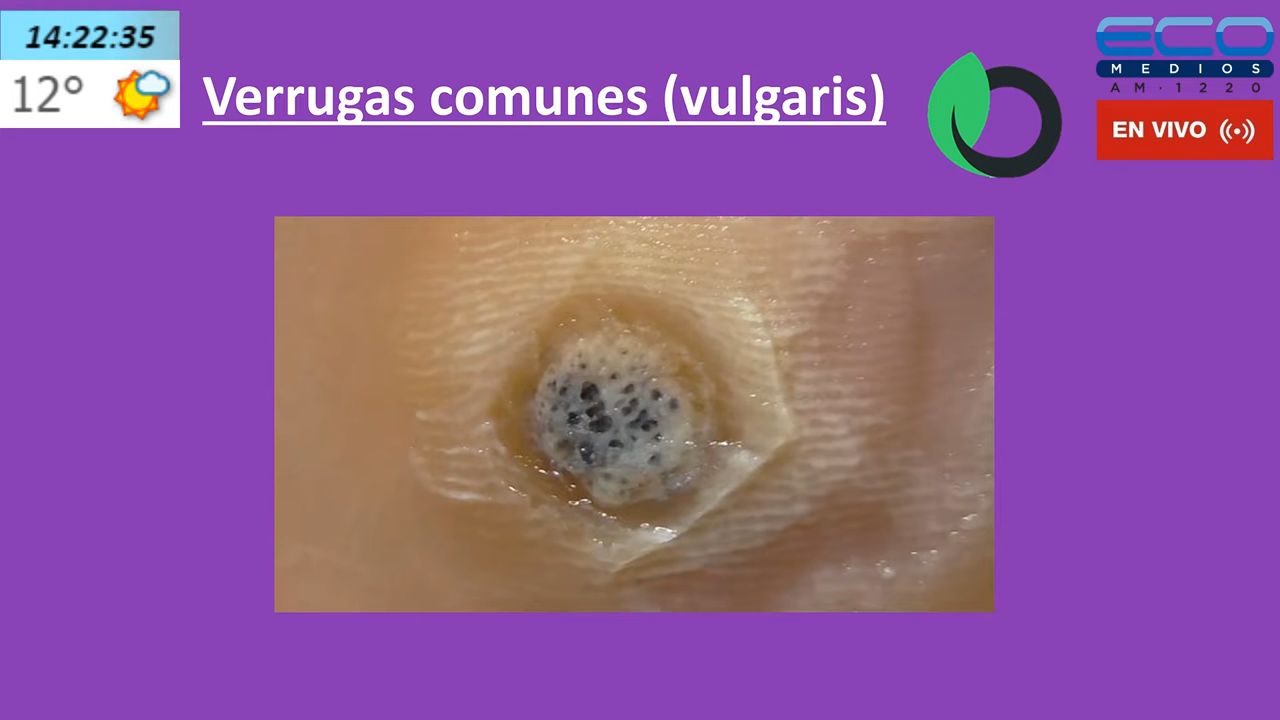 14:22:35
12°
Verrugas comunes (vulgaris)
ECO
MEDIOS
AM·1220
EN VIVO